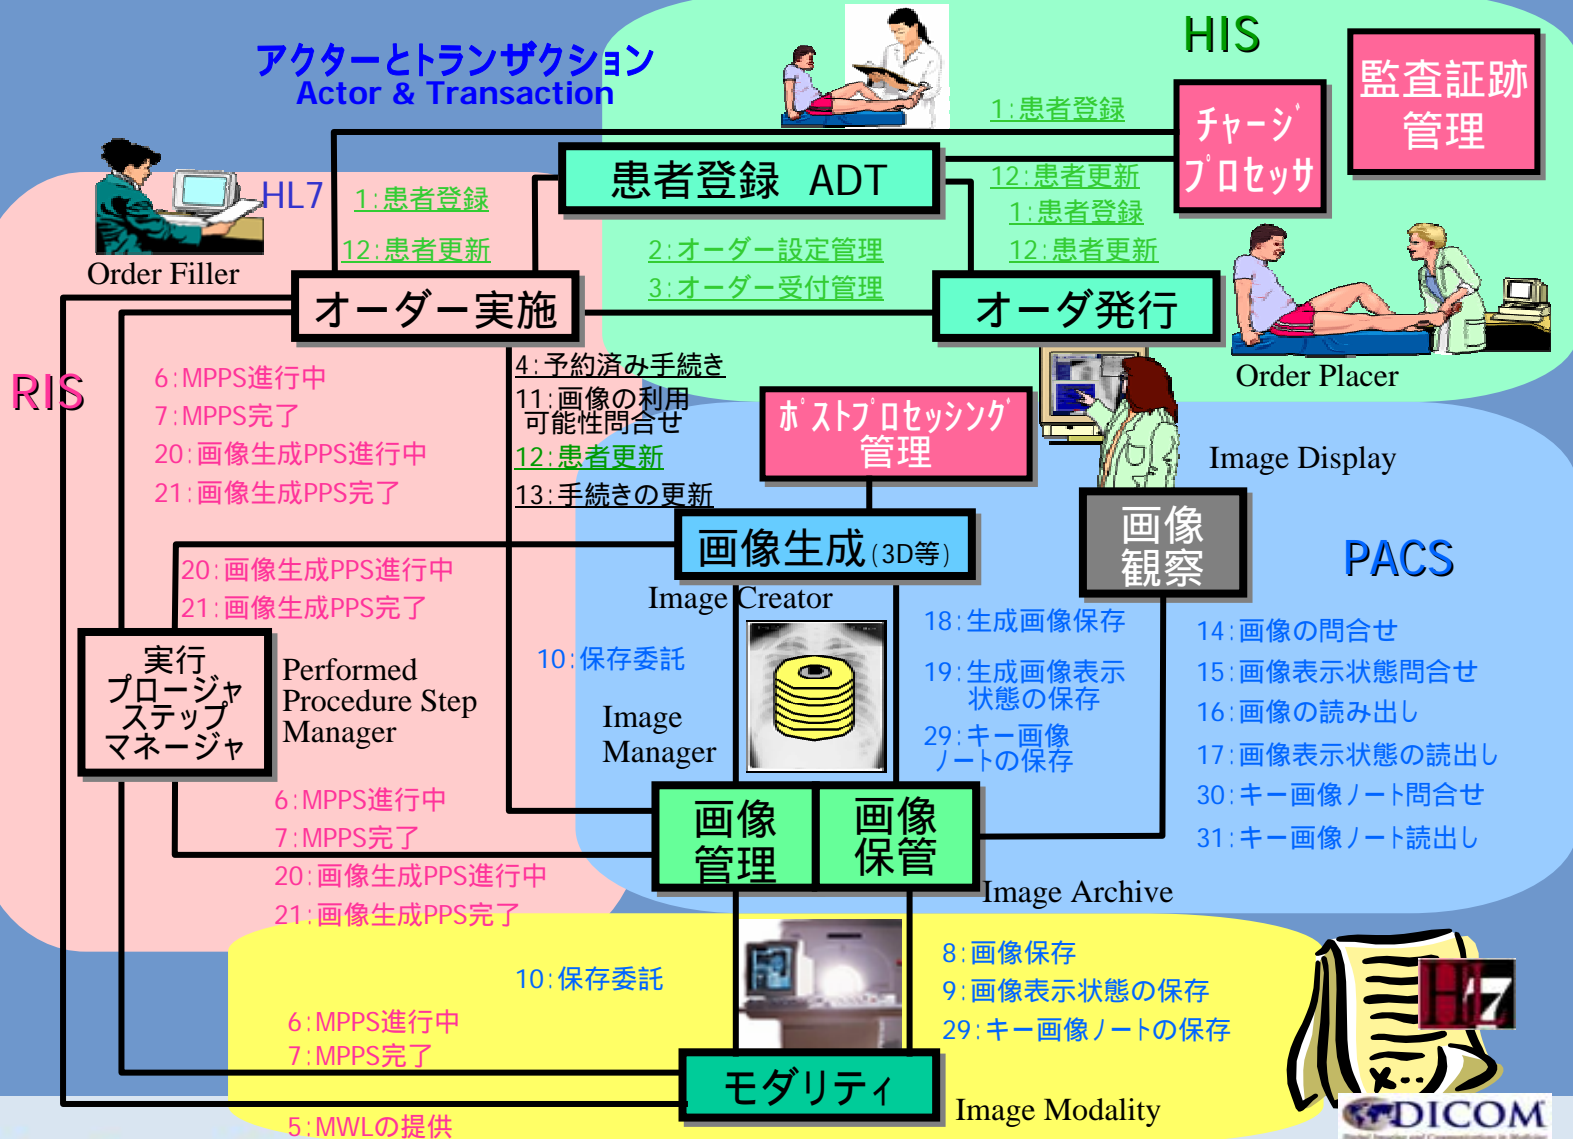 アクターとトランザクション
Actor & Transaction
HIS
監査証跡
管理
チャージ
プロセッサ
1:患者登録
患者登録 ADT
12:患者更新
1:患者登録
12:患者更新
HL7
1:患者登録
12:患者更新
2:オーダー設定管理
3:オーダー受付管理
Order Filler
オーダー実施
オーダ発行
Order Placer
RIS
6:MPPS進行中
7:MPPS完了
20:画像生成PPS進行中
21:画像生成PPS完了
4:予約済み手続き
11:画像の利用
可能性問合せ
12:患者更新
13:手続きの更新
ポストプロセッシング
管理
Image Display
画像
観察
PACS
画像生成(3D等)
Image Creator
20:画像生成PPS進行中
21:画像生成PPS完了
実行
プロージャ
ステップ
マネージャ
Performed
Procedure Step
Manager
10:保存委託
Image
Manager
18:生成画像保存
19:生成画像表示
状態の保存
29:キー画像
ノートの保存
14:画像の問合せ
15:画像表示状態問合せ
16:画像の読み出し
17:画像表示状態の読出し
30:キー画像ノート問合せ
31:キー画像ノート読出し
6:MPPS進行中
7:MPPS完了
20:画像生成PPS進行中
21:画像生成PPS完了
画像
管理
画像
保管
Image Archive
10:保存委託
8:画像保存
9:画像表示状態の保存
29:キー画像ノートの保存
6:MPPS進行中
7:MPPS完了
モダリティ
Image Modality
5:MWLの提供
HL7
DICOM